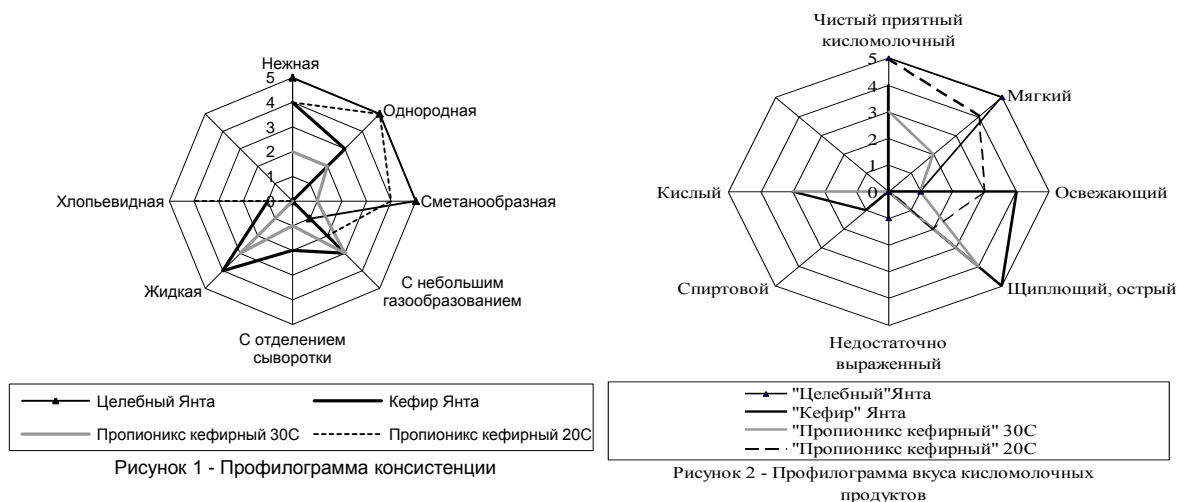 Нежная
5
4
3
2
1
0
Однородная
Сметанообразная
С небольшим
газообразованием
С отделением
сыворотки
Жидкая
Хлопьевидная
Целебный Янта
Кефир Янта
Пропионикс кефирный 30С
Пропионикс кефирный 20С
Рисунок 1 - Профилограмма консистенции
Чистый приятный
кисломолочный
5
4
3
2
1
0
Мягкий
Освежающий
Щиплющий, острый
Недостаточно
выраженный
Спиртовой
Кислый
"Целебный"Янта
"Кефир" Янта
"Пропионикс кефирный" 30С
"Пропионикс кефирный" 20С
Рисунок 2 - Профилограмма вкуса кисломолочных
продуктов